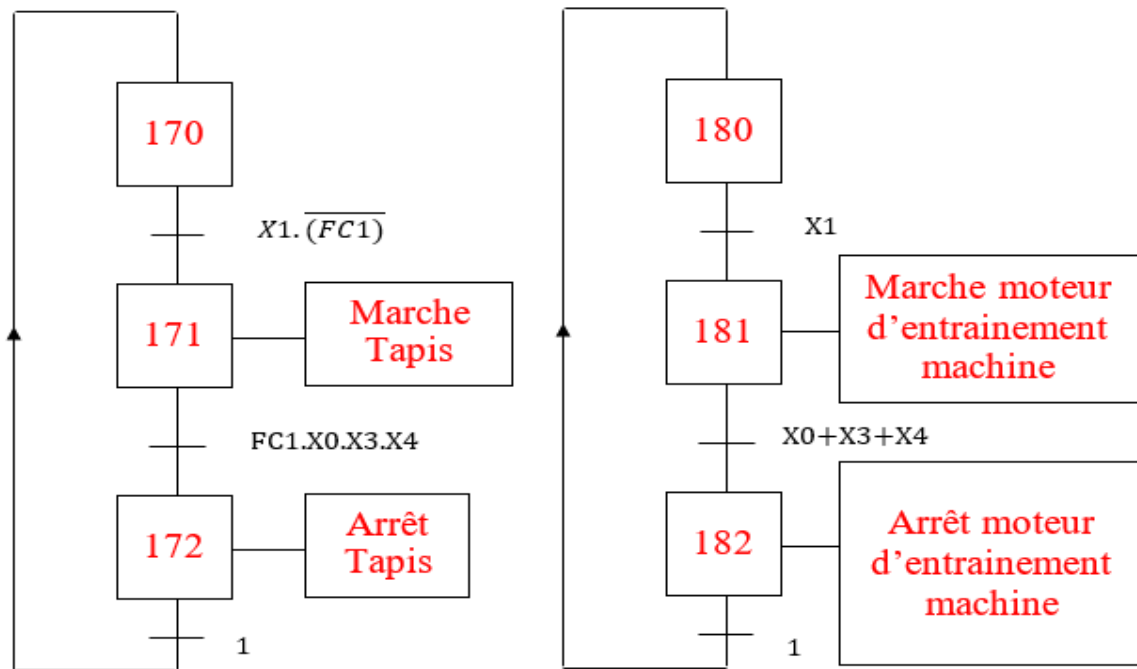 170
X1. \overline{(FC1)}
171
Marche
Tapis
FC1.X0.X3.X4
172
Arrêt
Tapis
1
180
X1
181
Marche moteur
d’entrainement
machine
X0+X3+X4
182
Arrêt moteur
d’entrainement
machine
1